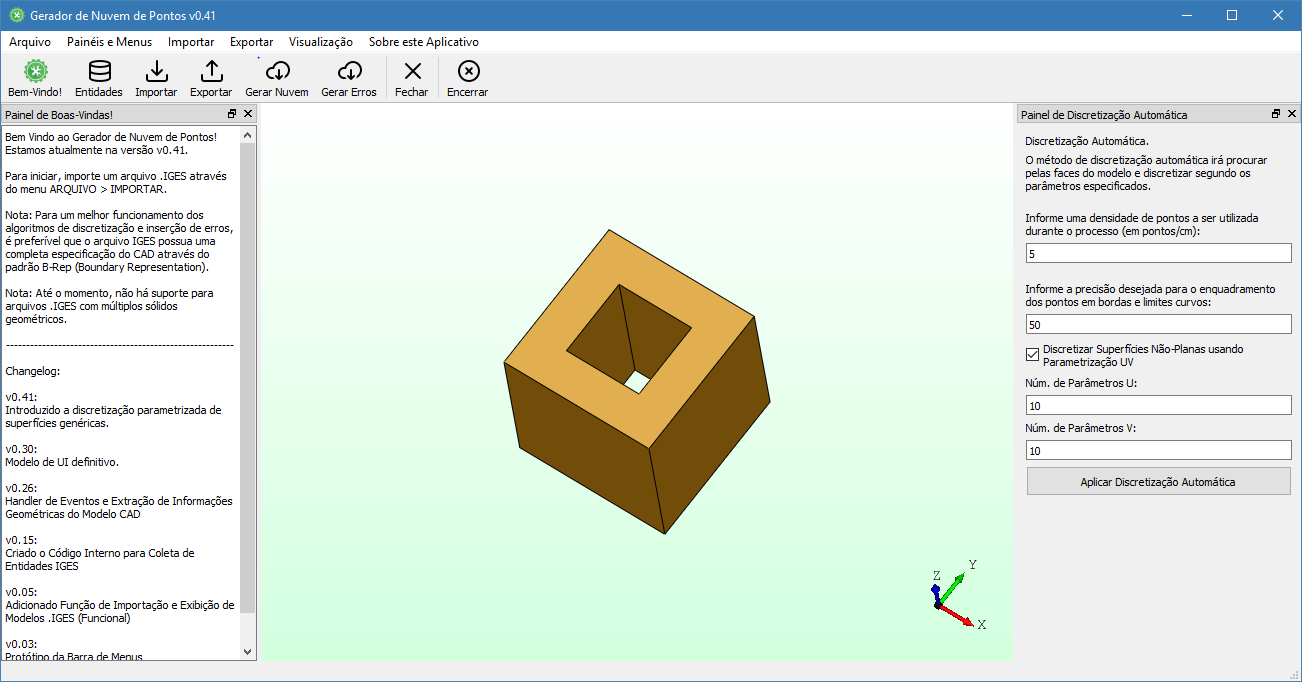 Gerador de Nuvem de Pontos v0.41
Arquivo Painéis e Menus Importar Exportar Visualização Sobre este Aplicativo
Bem-Vindo! Entidades Importar Exportar Gerar Nuvem Gerar Erros Fechar Encerrar
Painel de Boas-Vindas!
Bem Vindo ao Gerador de Nuvem de Pontos!
Estamos atualmente na versão v0.41.
Para iniciar, importe um arquivo .IGES através
do menu ARQUIVO > IMPORTAR.
Nota: Para um melhor funcionamento dos
algoritmos de discretização e inserção de erros,
é preferível que o arquivo IGES possua uma
completa especificação do CAD através do
padrão B-Rep (Boundary Representation).
Nota: Até o momento, não há suporte para
arquivos .IGES com múltiplos sólidos
geométricos.
---------------------------------------------------------
Changelog:
v0.41:
Introduzido a discretização parametrizada de
superfícies genéricas.
v0.30:
Modelo de UI definitivo.
v0.26:
Handler de Eventos e Extração de Informações
Geométricas do Modelo CAD
v0.15:
Criado o Código Interno para Coleta de
Entidades IGES
v0.05:
Adicionado Função de Importação e Exibição de
Modelos .IGES (Funcional)
v0.03:
Protótino da Barra de Menus
Z
Y
X
Painel de Discretização Automática
Discretização Automática.
O método de discretização automática irá procurar
pelas faces do modelo e discretizar segundo os
parâmetros especificados.
Informe uma densidade de pontos a ser utilizada
durante o processo (em pontos/cm):
5
Informe a precisão desejada para o enquadramento
dos pontos em bordas e limites curvos:
50
Discretizar Superfícies Não-Planas usando
Parametrização UV
Núm. de Parâmetros U:
10
Núm. de Parâmetros V:
10
Aplicar Discretização Automática